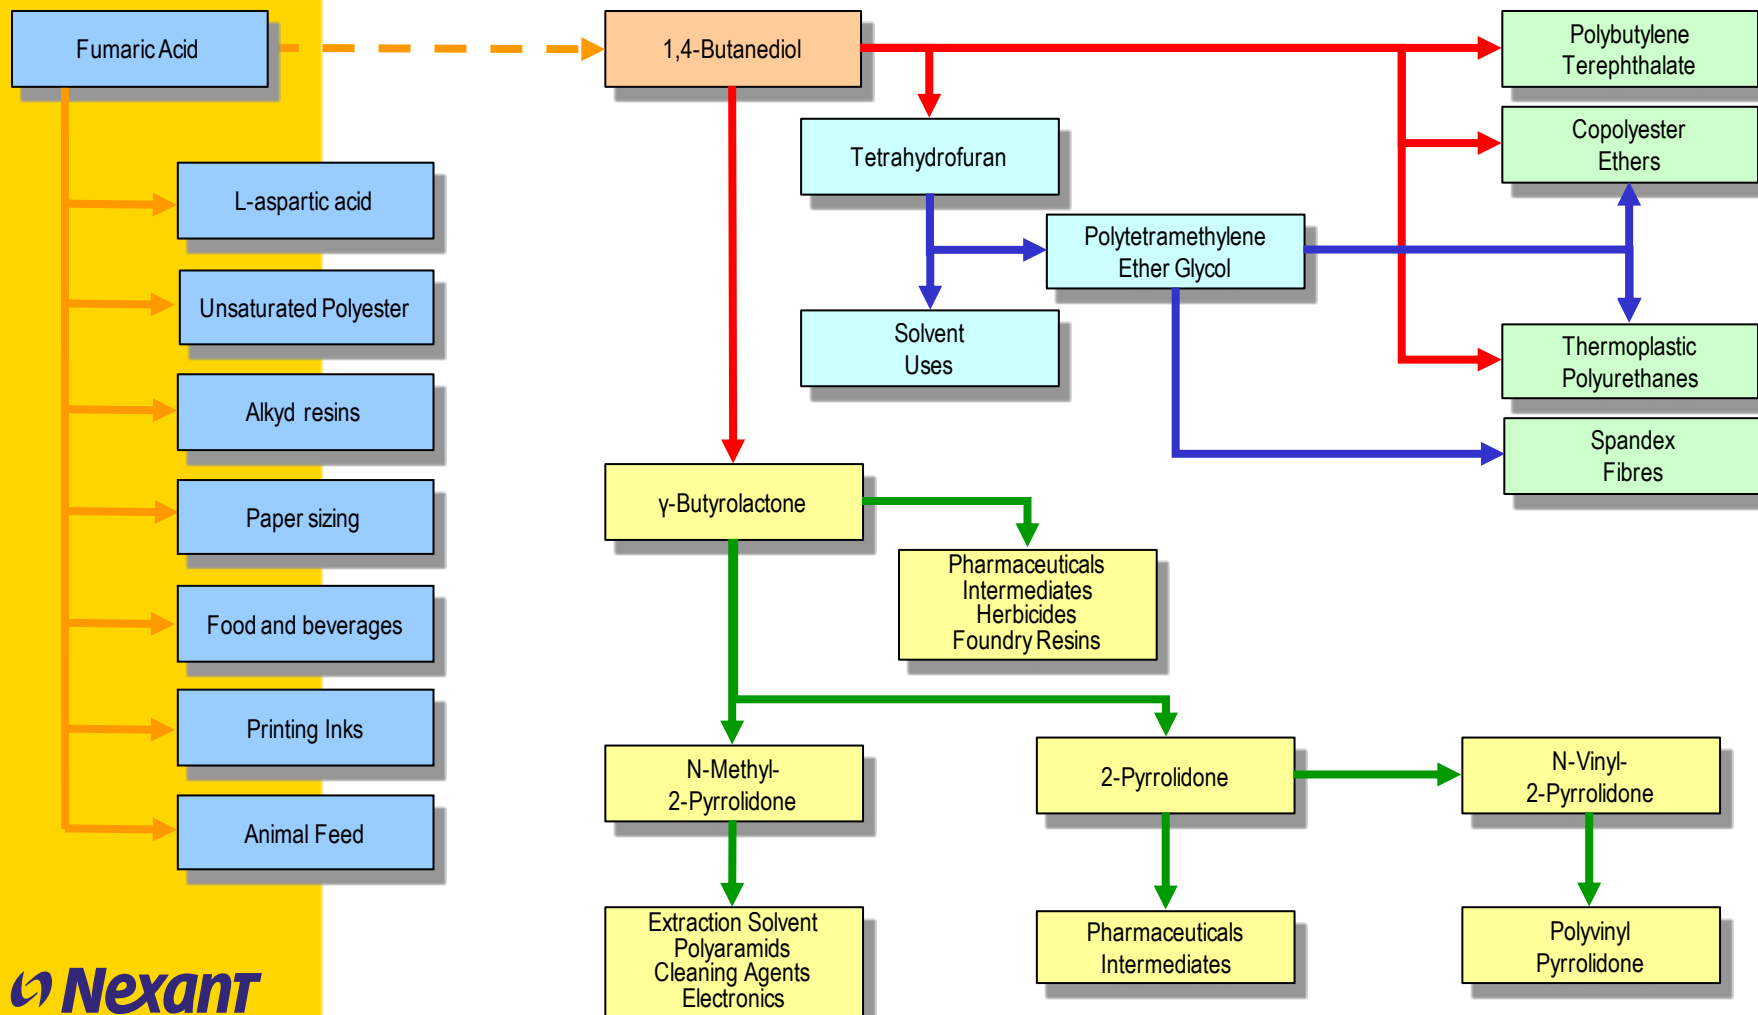 Fumaric Acid
1,4-Butanediol
Polybutylene
Terephthalate
Copolyester
Ethers
Tetrahydrofuran
L-aspartic acid
Polytetramethylene
Ether Glycol
Unsaturated Polyester
Solvent
Uses
Thermoplastic
Polyurethanes
Alkyd resins
Spandex
Fibres
Paper sizing
γ-Butyrolactone
Pharmaceuticals
Intermediates
Herbicides
Foundry Resins
Food and beverages
Printing Inks
N-Methyl-
2-Pyrrolidone
2-Pyrrolidone
N-Vinyl-
2-Pyrrolidone
Animal Feed
Extraction Solvent
Polyaramids
Cleaning Agents
Electronics
Pharmaceuticals
Intermediates
Polyvinyl
Pyrrolidone
Nexant